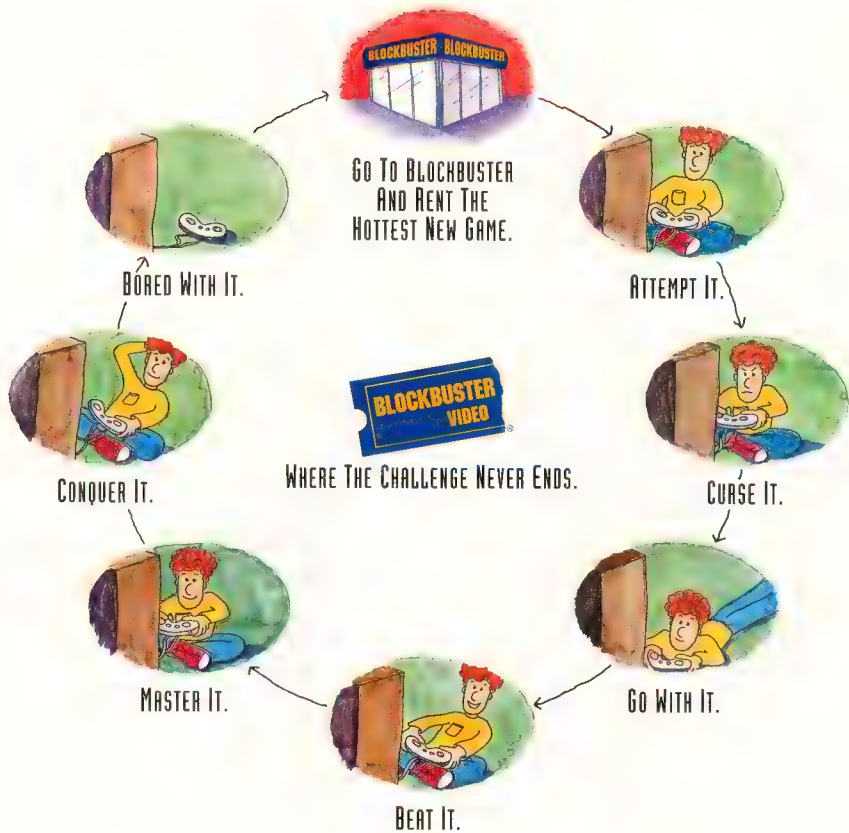 BLOCKBUSTER BLOCKBUSTER
GO TO BLOCKBUSTER
AND RENT THE
HOTTEST NEW GAME.
ATTEMPT IT.
CURSE IT.
GO WITH IT.
BEAT IT.
MASTER IT.
CONQUER IT.
BORED WITH IT.
BLOCKBUSTER
VIDEO
®
WHERE THE CHALLENGE NEVER ENDS.